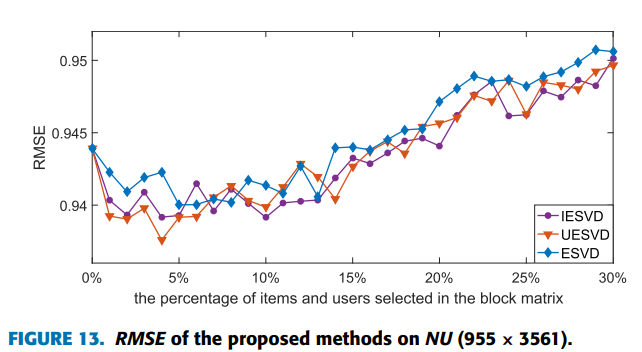 0.95
0.945
0.94
RMSE
0% 5% 10% 15% 20% 25% 30%
the percentage of items and users selected in the block matrix
IESVD
UESVD
ESVD
FIGURE 13. RMSE of the proposed methods on NU (955 × 3561).